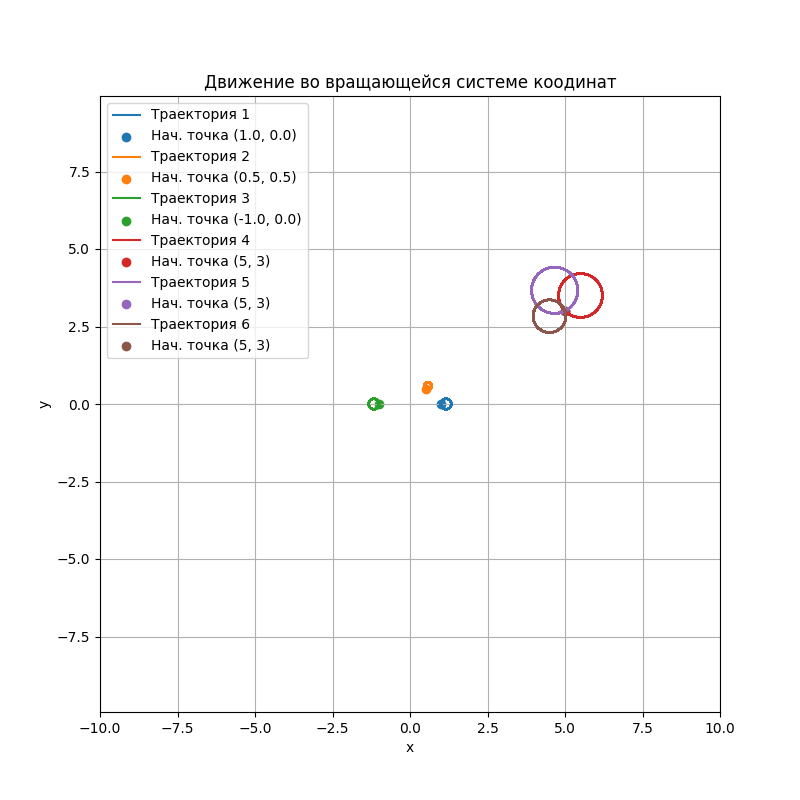 Движение во вращающейся системе коодинат
Траектория 1
Нач. точка (1.0, 0.0)
Траектория 2
Нач. точка (0.5, 0.5)
Траектория 3
Нач. точка (-1.0, 0.0)
Траектория 4
Нач. точка (5, 3)
Траектория 5
Нач. точка (5, 3)
Траектория 6
Нач. точка (5, 3)
7.5
5.0
2.5
0.0
−2.5
−5.0
−7.5
y
−10.0 −7.5 −5.0 −2.5 0.0 2.5 5.0 7.5 10.0
x